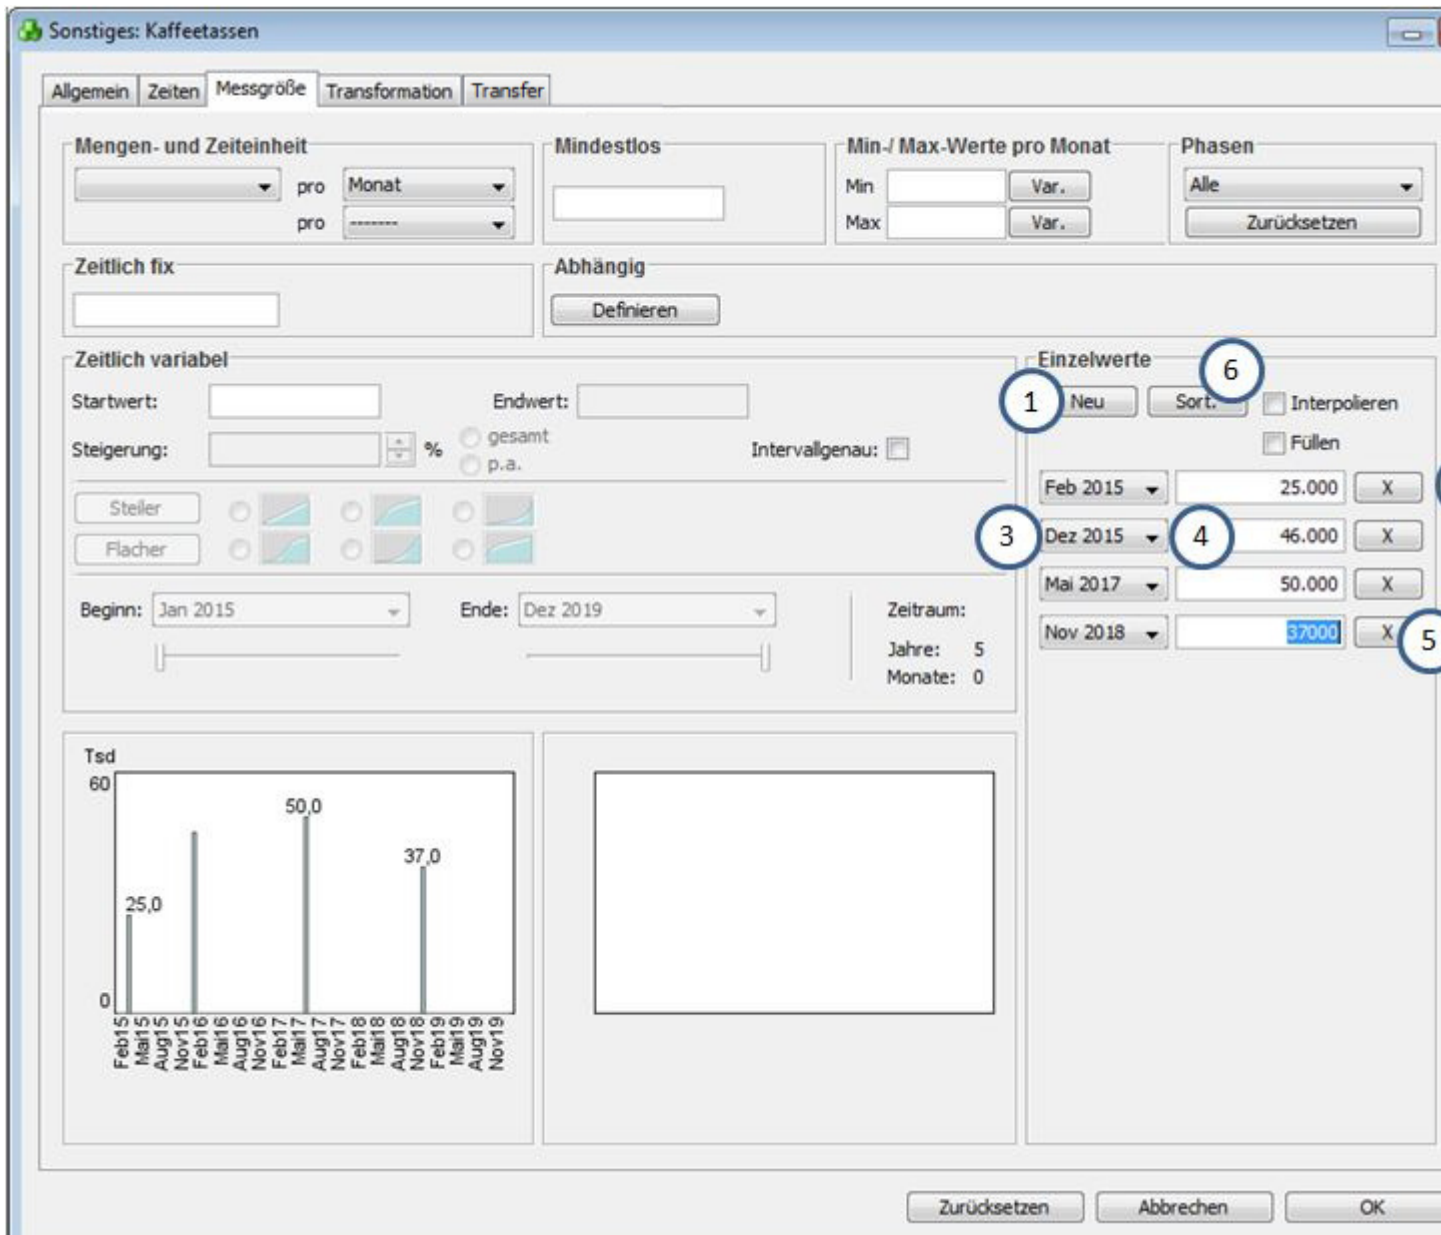 Sonstiges: Kaffeetassen
Allgemein Zeiten Messgröße Transformation Transfer
Mengen- und Zeiteinheit
pro Monat
pro -------
Mindestlos
Min-/ Max-Werte pro Monat
Min Var.
Max Var.
Phasen
Alle
Zurücksetzen
Zeitlich fix
Abhängig
Definieren
Zeitlich variabel
Startwert: Endwert:
Steigerung: % gesamt
p.a.
Intervallgenau:
Steiler
Flacher
Beginn: Jan 2015 Ende: Dez 2019 Zeitraum:
Jahre: 5
Monate: 0
Einzelwerte
6
1 Neu Sort. Interpolieren
Füllen
Feb 2015 25.000 X
3 Dez 2015 4 46.000 X
Mai 2017 50.000 X
Nov 2018 37000 X 5
Tsd
60
50,0
37,0
25,0
0
Feb15 Mai15 Aug15 Nov15 Feb16 Mai16 Aug16 Nov16 Feb17 Mai17 Aug17 Nov17 Feb18 Mai18 Aug18 Nov18 Feb19 Mai19 Aug19 Nov19
Zurücksetzen Abbrechen OK